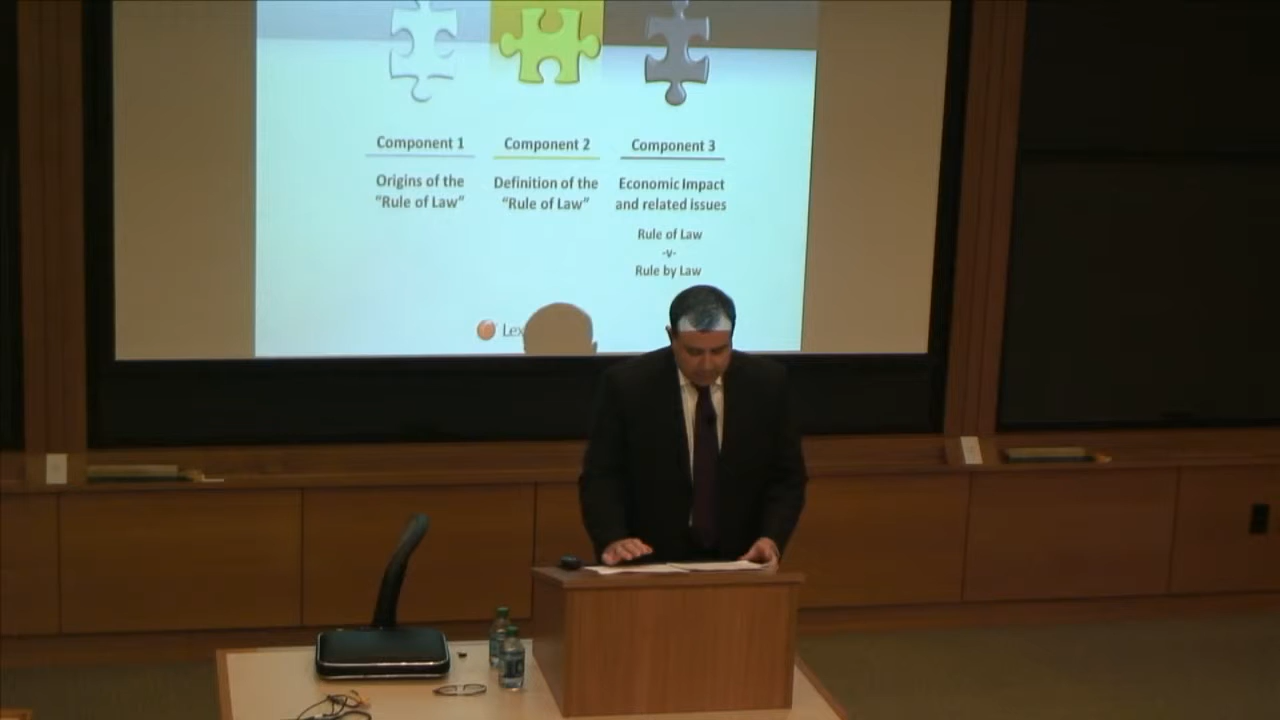 Component 1
Origins of the
“Rule of Law”
Component 2
Definition of the
“Rule of Law”
Component 3
Economic Impact
and related issues
Rule of Law
-v-
Rule by Law
Lex